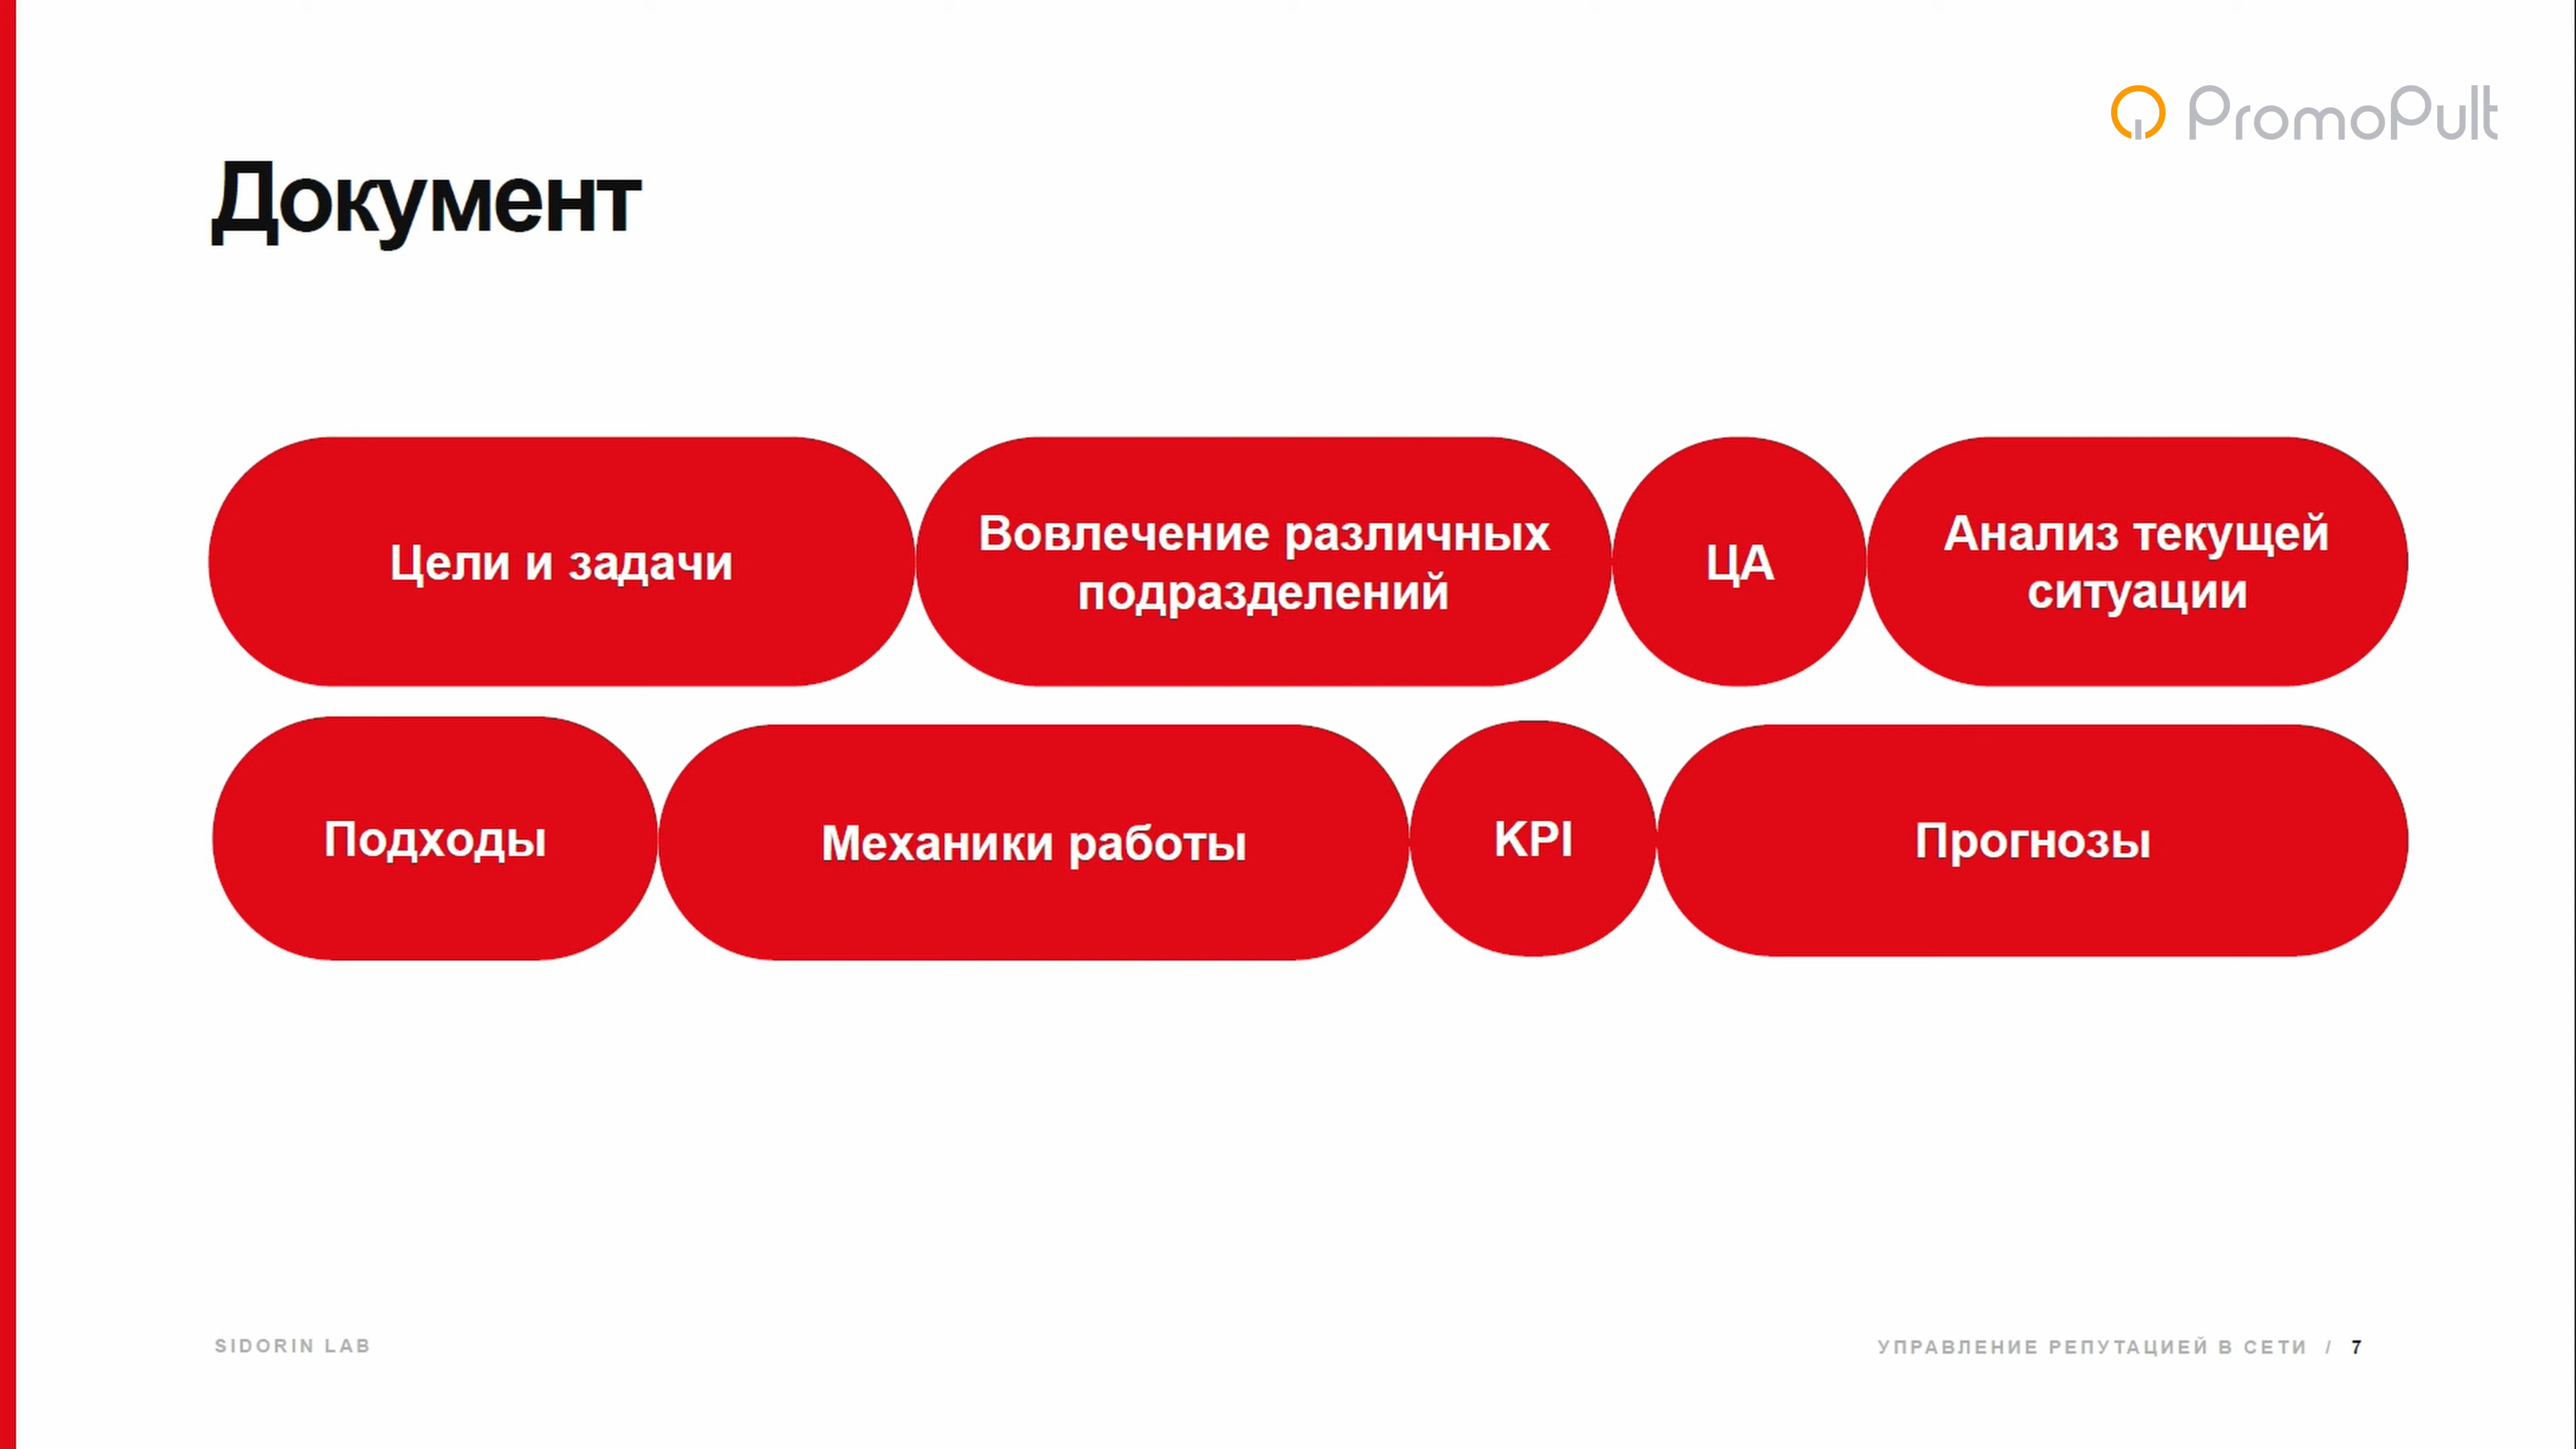 PromoPult
Документ
Цели и задачи
Вовлечение различных
подразделений
ЦА
Анализ текущей
ситуации
Подходы
Механики работы
KPI
Прогнозы
SIDORIN LAB
УПРАВЛЕНИЕ РЕПУТАЦИЕЙ В СЕТИ / 7